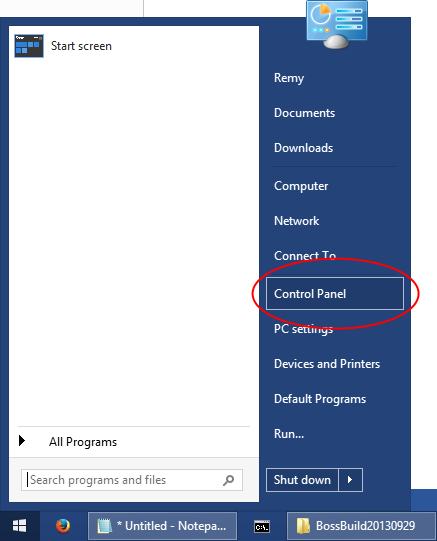 Start screen
Remy
Documents
Downloads
Computer
Network
Connect To
Control Panel
PC settings
Devices and Printers
Default Programs
Run...
All Programs
Search programs and files
Shut down
* Untitled - Notepa...
BossBuild20130929